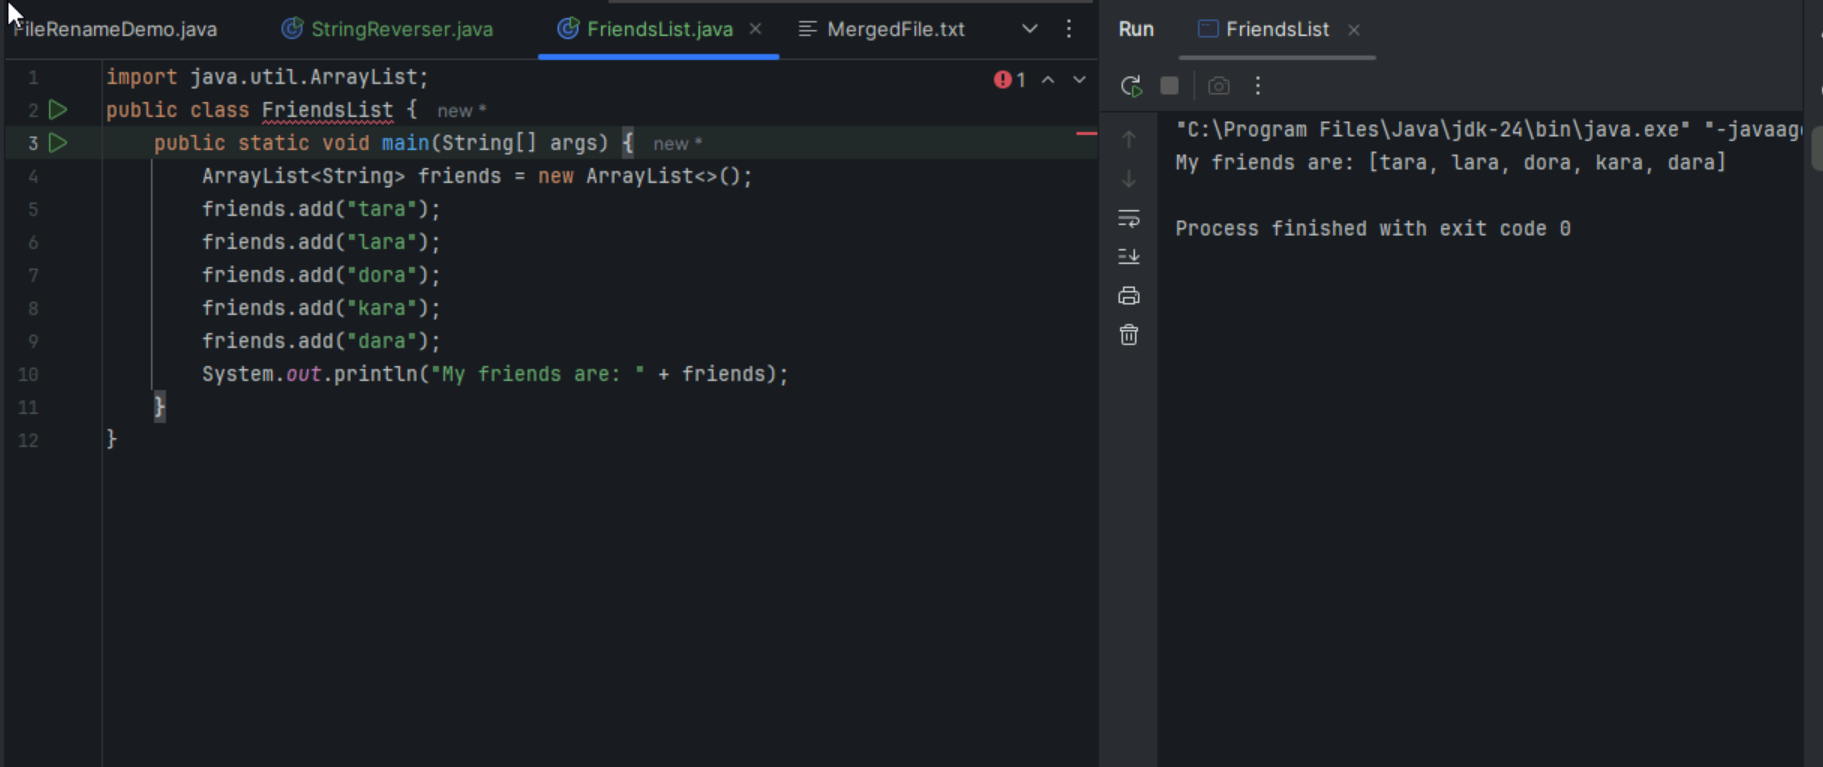 FileRenameDemo.java StringReverser.java FriendsList.java MergedFile.txt
1 import java.util.ArrayList; 1
2 public class FriendsList { new *
3 public static void main(String[] args) { new *
4 ArrayList<String> friends = new ArrayList<>();
5 friends.add("tara");
6 friends.add("lara");
7 friends.add("dora");
8 friends.add("kara");
9 friends.add("dara");
10 System.out.println("My friends are: " + friends);
11 }
12 }
Run FriendsList
"C:\Program Files\Java\jdk-24\bin\java.exe" "-javaag
My friends are: [tara, lara, dora, kara, dara]
Process finished with exit code 0